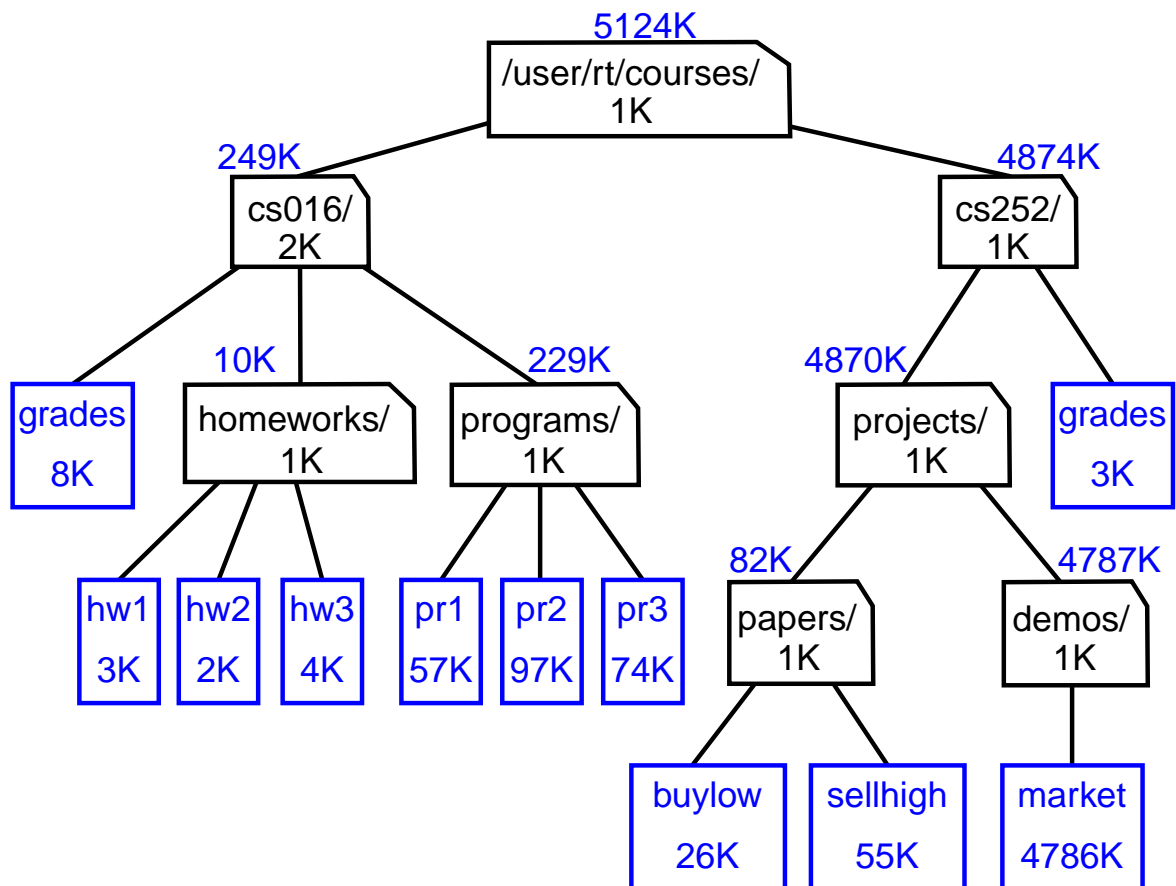 5124K
/user/rt/courses/
1K
249K
4874K
cs016/
2K
cs252/
1K
10K
229K
4870K
grades
8K
homeworks/
1K
programs/
1K
projects/
1K
grades
3K
82K
4787K
hw1
3K
hw2
2K
hw3
4K
pr1
57K
pr2
97K
pr3
74K
papers/
1K
demos/
1K
buylow
26K
sellhigh
55K
market
4786K